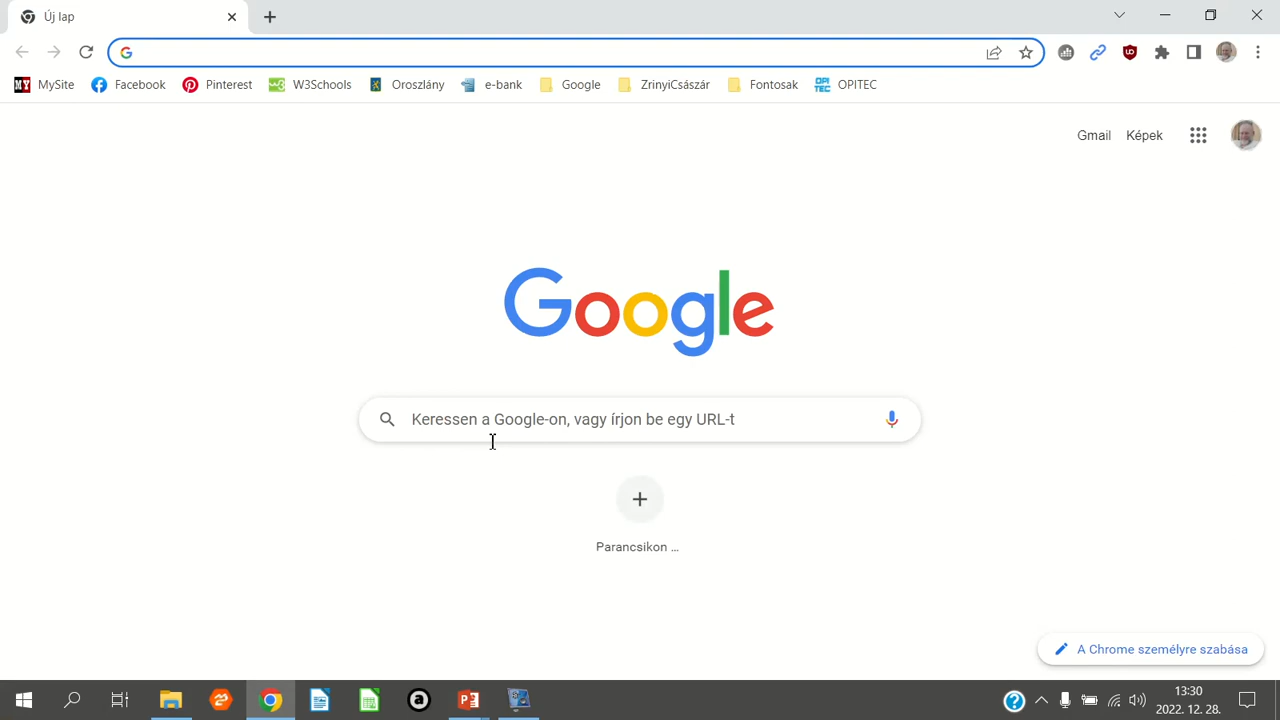 Új lap
MySite Facebook Pinterest W3Schools Oroszlány e-bank Google ZrinyiCsászár Fontosak OPITEC
Gmail Képek
Google
Keressen a Google-on, vagy írjon be egy URL-t
Parancsikon ...
A Chrome személyre szabása
13:30
2022. 12. 28.